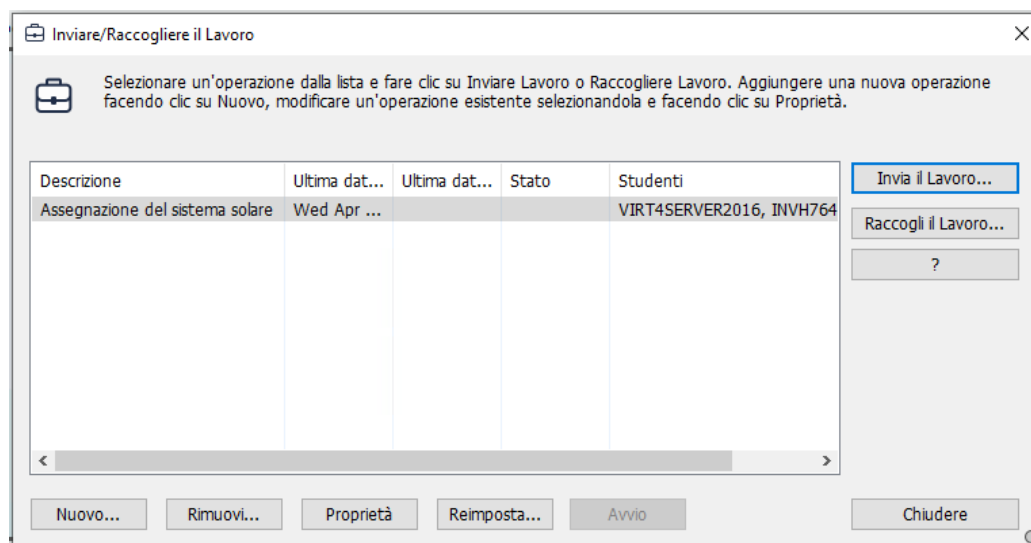 Inviare/Raccogliere il Lavoro
Selezionare un'operazione dalla lista e fare clic su Inviare Lavoro o Raccogliere Lavoro. Aggiungere una nuova operazione
facendo clic su Nuovo, modificare un'operazione esistente selezionandola e facendo clic su Proprietà.
Descrizione Ultima dat... Ultima dat... Stato Studenti
Assegnazione del sistema solare Wed Apr ... VIRT4SERVER2016, INVH764
Invia il Lavoro...
Raccogli il Lavoro...
?
Nuovo... Rimuovi... Proprietà Reimposta... Avvio Chiudere